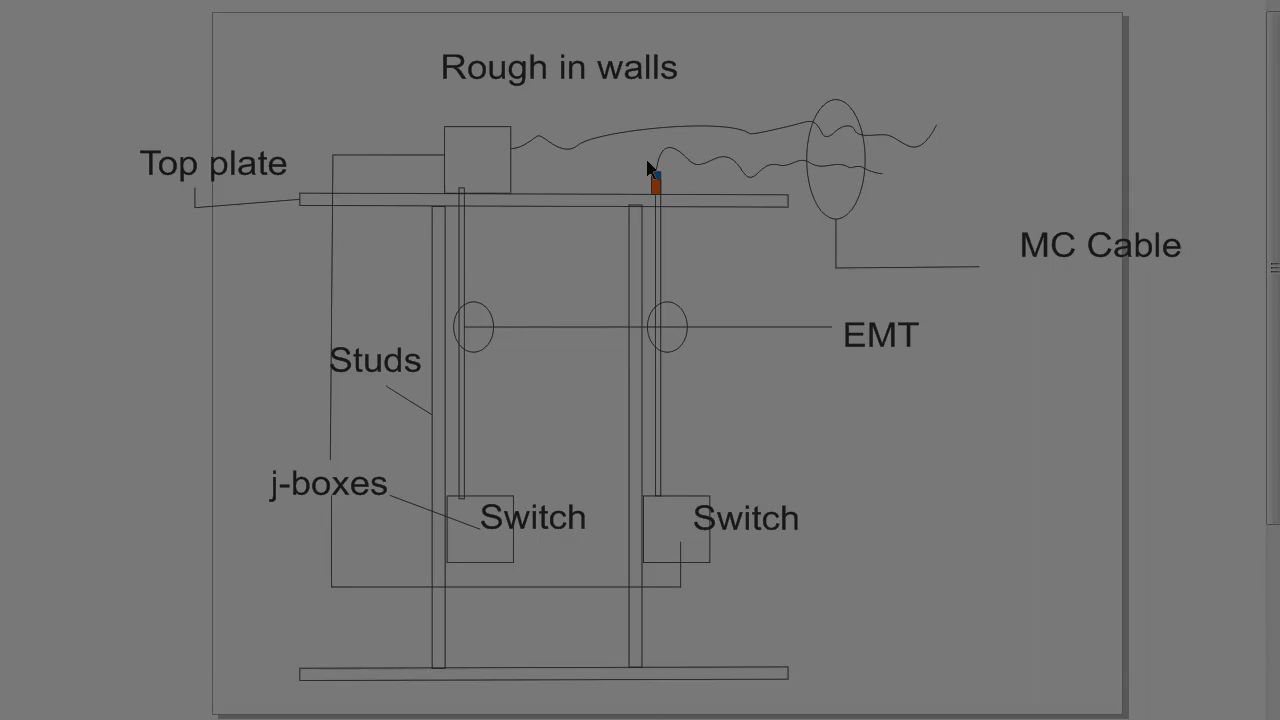 Rough in walls
Top plate
MC Cable
EMT
Studs
j-boxes
Switch
Switch